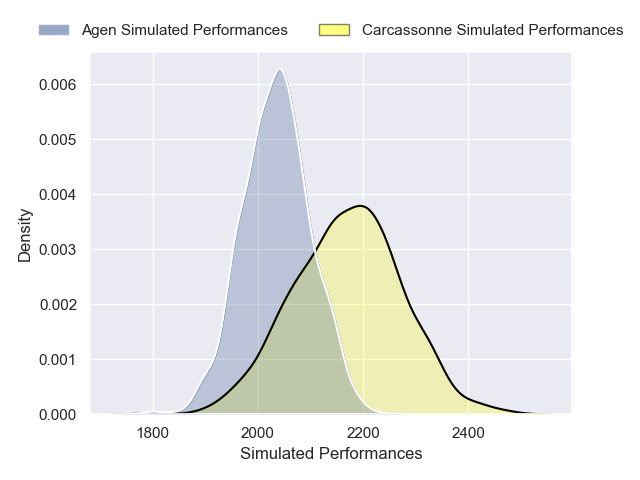 Agen Simulated Performances
Carcassonne Simulated Performances
0.006
0.005
0.004
0.003
0.002
0.001
0.000
Density
1800
2000
2200
2400
Simulated Performances